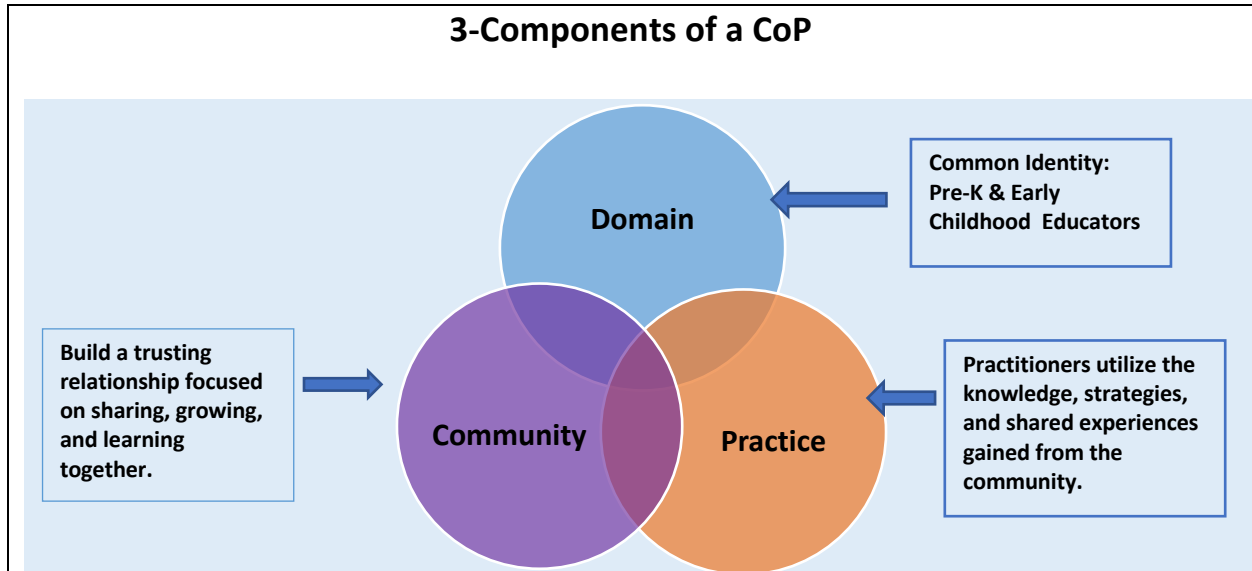 3-Components of a CoP
Domain
Common Identity:
Pre-K & Early
Childhood Educators
Build a trusting
relationship focused
on sharing, growing,
and learning
together.
Community
Practice
Practitioners utilize the
knowledge, strategies,
and shared experiences
gained from the
community.